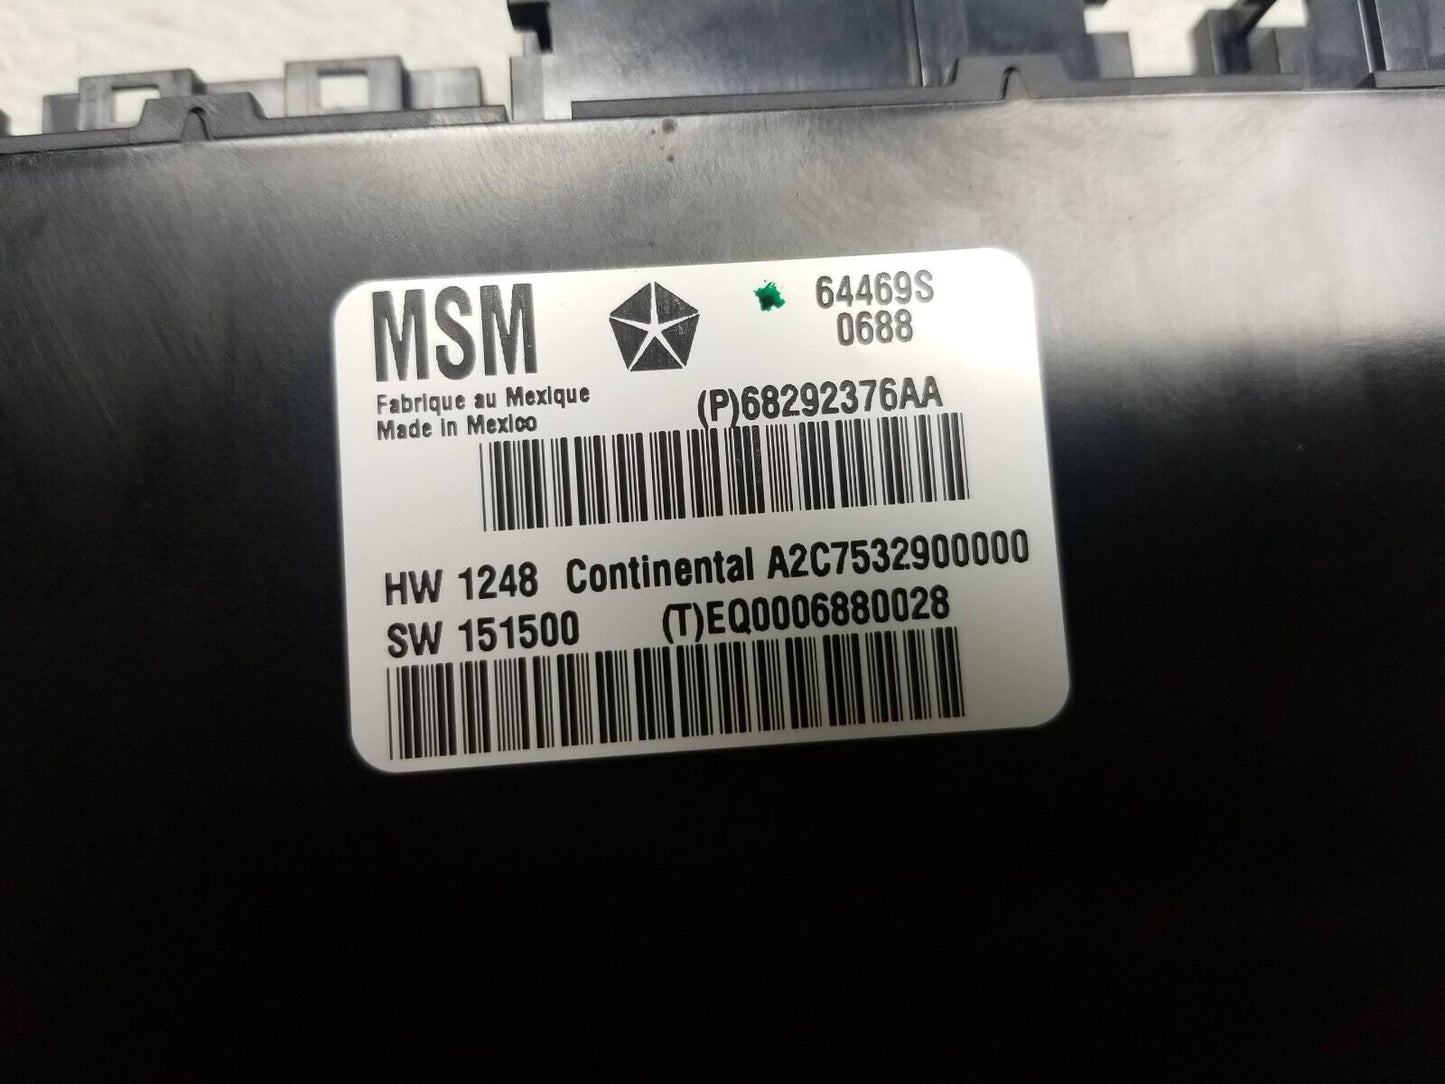 MSM
64469S
0688
Fabrique au Mexique
Made in Mexico
(P)68292376AA
HW 1248 Continental A2C7532900000
SW 151500 (T)EQ0006880028